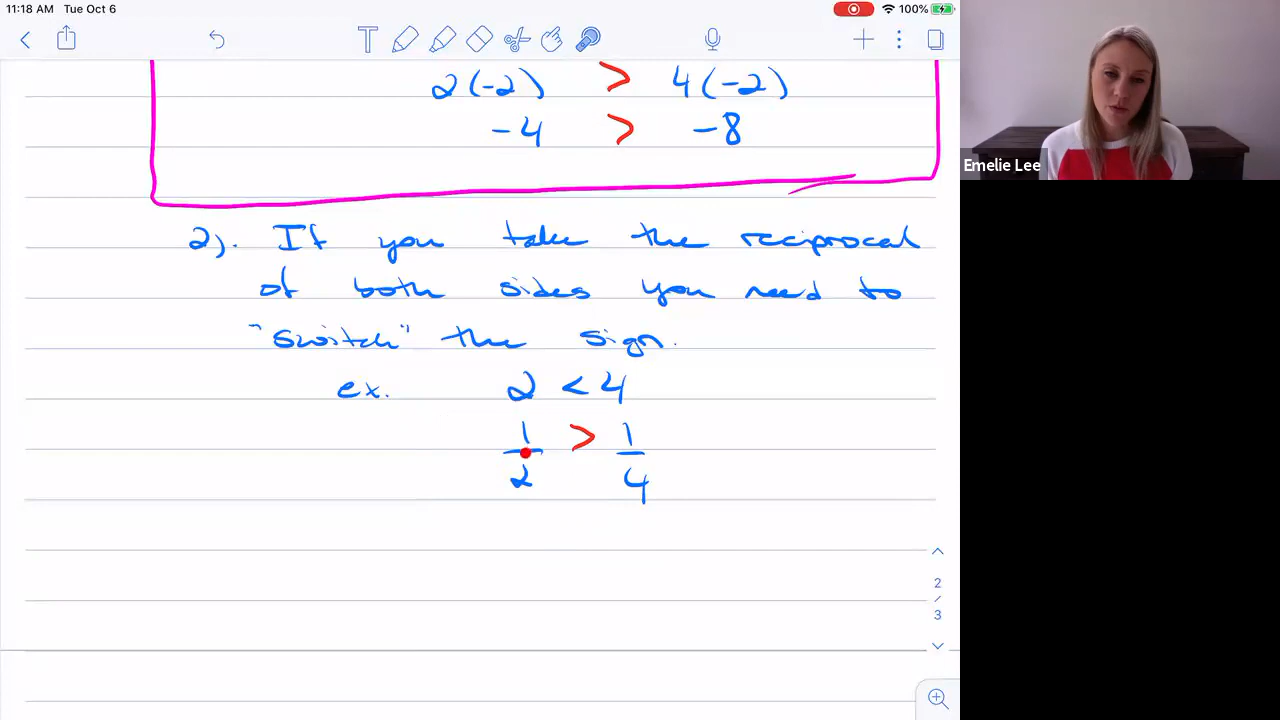 11:18 AM Tue Oct 6
100%
T
2(-2) > 4(-2)
-4 > -8
2). If you take the reciprocal
of both sides you need to
"switch" the sign.
ex. 2 < 4
1/2 > 1/4
2
/
3
Emelie Lee